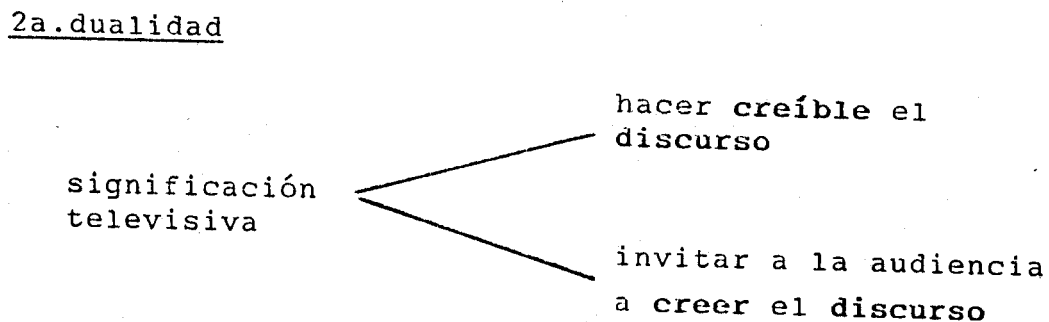 2a.dualidad
hacer creíble el
discurso
significación
televisiva
invitar a la audiencia
a creer el discurso